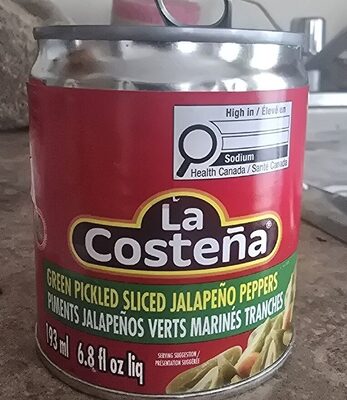 High in / Élevé en
Sodium
Health Canada / Santé Canada
La
Costeña®
GREEN PICKLED SLICED JALAPEÑO PEPPERS
PIMENTS JALAPEÑOS VERTS MARINÉS TRANCHÉS
193 ml 6.8 fl oz liq
SERVING SUGGESTION /
PRÉSENTATION SUGGÉRÉE